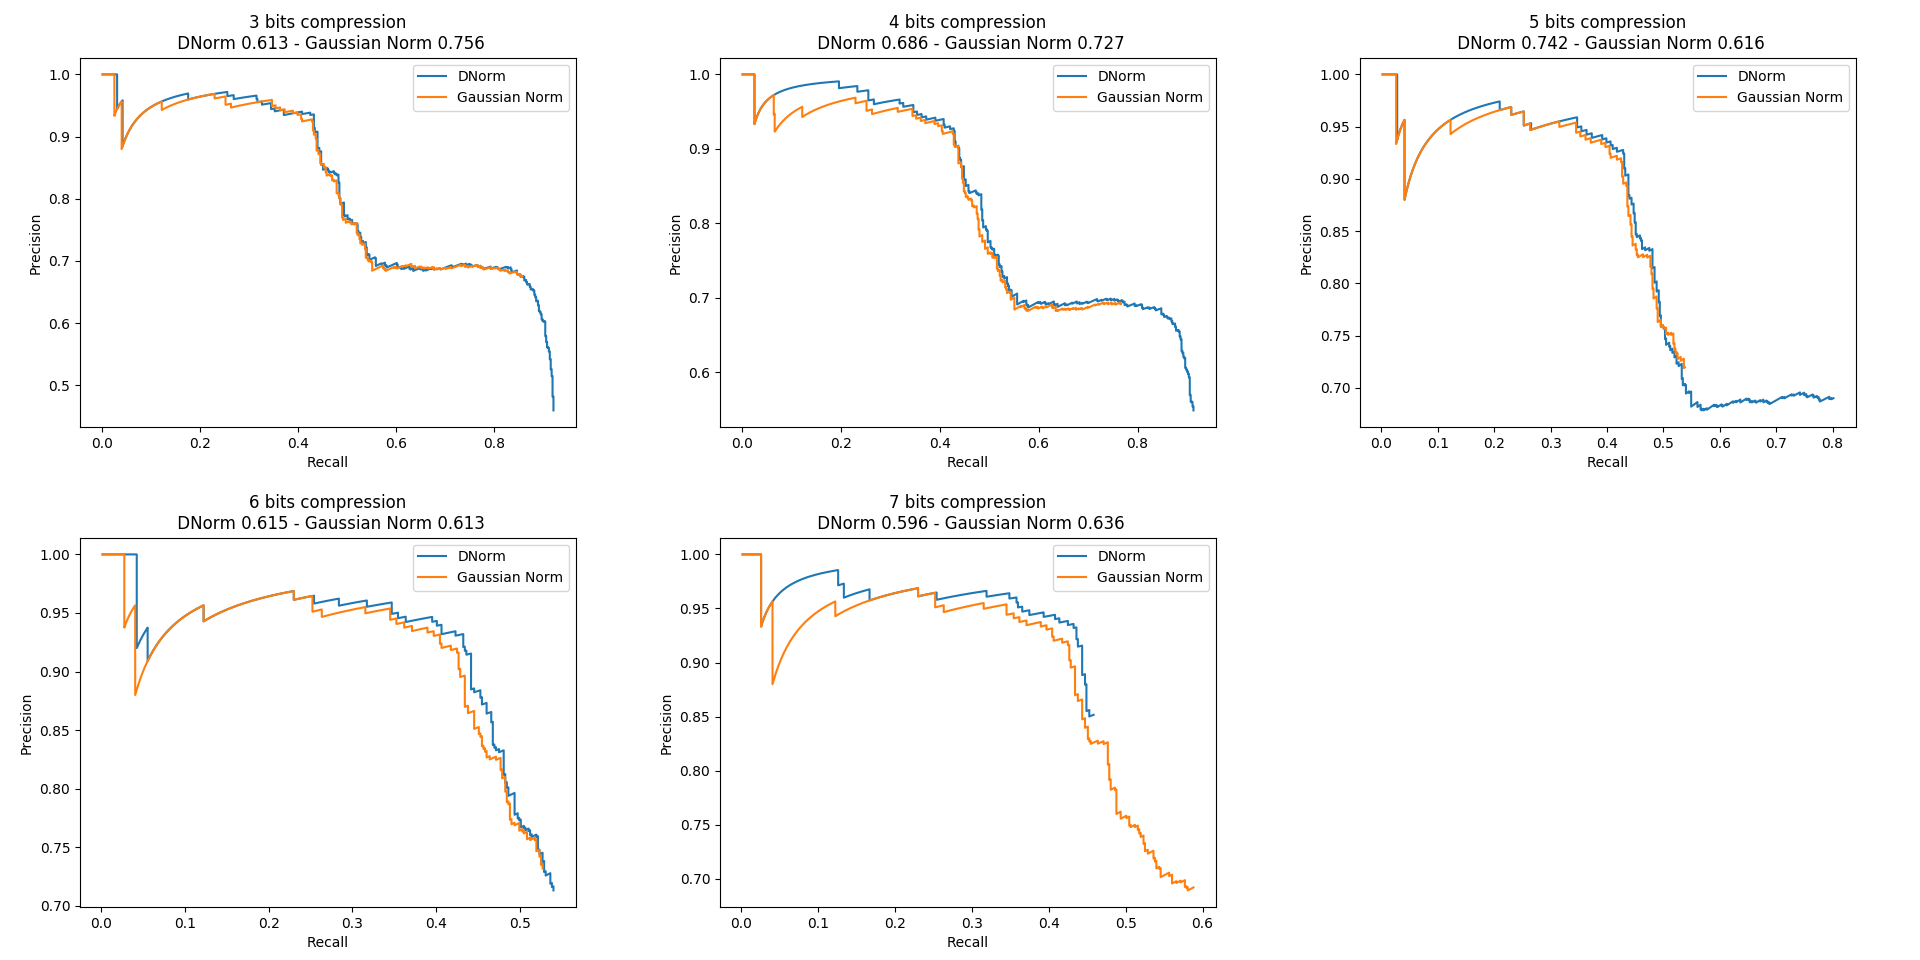 3 bits compression
DNorm 0.613 - Gaussian Norm 0.756
DNorm
Gaussian Norm
1.0
0.9
0.8
0.7
0.6
0.5
Precision
0.0 0.2 0.4 0.6 0.8
Recall
4 bits compression
DNorm 0.686 - Gaussian Norm 0.727
DNorm
Gaussian Norm
1.0
0.9
0.8
0.7
0.6
Precision
0.0 0.2 0.4 0.6 0.8
Recall
5 bits compression
DNorm 0.742 - Gaussian Norm 0.616
DNorm
Gaussian Norm
1.00
0.95
0.90
0.85
0.80
0.75
0.70
Precision
0.0 0.1 0.2 0.3 0.4 0.5 0.6 0.7 0.8
Recall
6 bits compression
DNorm 0.615 - Gaussian Norm 0.613
DNorm
Gaussian Norm
1.00
0.95
0.90
0.85
0.80
0.75
0.70
Precision
0.0 0.1 0.2 0.3 0.4 0.5
Recall
7 bits compression
DNorm 0.596 - Gaussian Norm 0.636
DNorm
Gaussian Norm
1.00
0.95
0.90
0.85
0.80
0.75
0.70
Precision
0.0 0.1 0.2 0.3 0.4 0.5 0.6
Recall